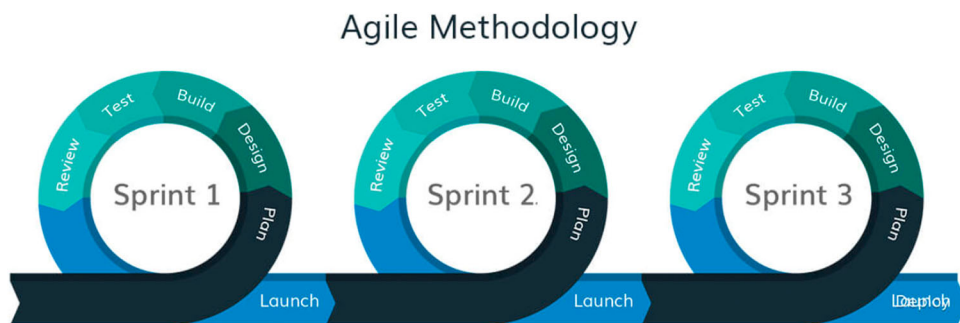 Agile Methodology
Review
Test
Build
Design
Plan
Sprint 1
Launch
Review
Test
Build
Design
Plan
Sprint 2.
Launch
Review
Test
Build
Design
Plan
Sprint 3